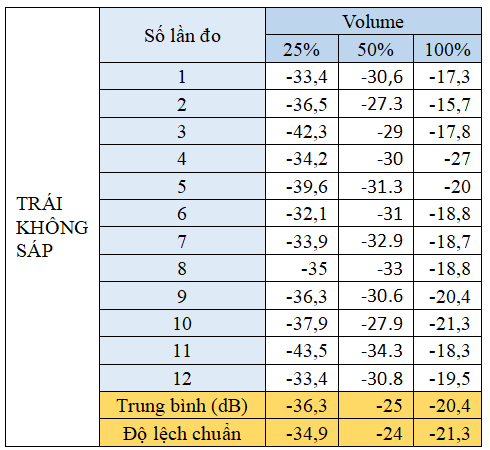 Số lần đo Volume
25% 50% 100%
1 -33,4 -30,6 -17,3
2 -36,5 -27.3 -15,7
3 -42,3 -29 -17,8
4 -34,2 -30 -27
5 -39,6 -31.3 -20
6 -32,1 -31 -18,8
7 -33,9 -32.9 -18,7
8 -35 -33 -18,8
9 -36,3 -30.6 -20,4
10 -37,9 -27.9 -21,3
11 -43,5 -34.3 -18,3
12 -33,4 -30.8 -19,5
Trung bình (dB) -36,3 -25 -20,4
Độ lệch chuẩn -34,9 -24 -21,3
TRÁI
KHÔNG
SÁP